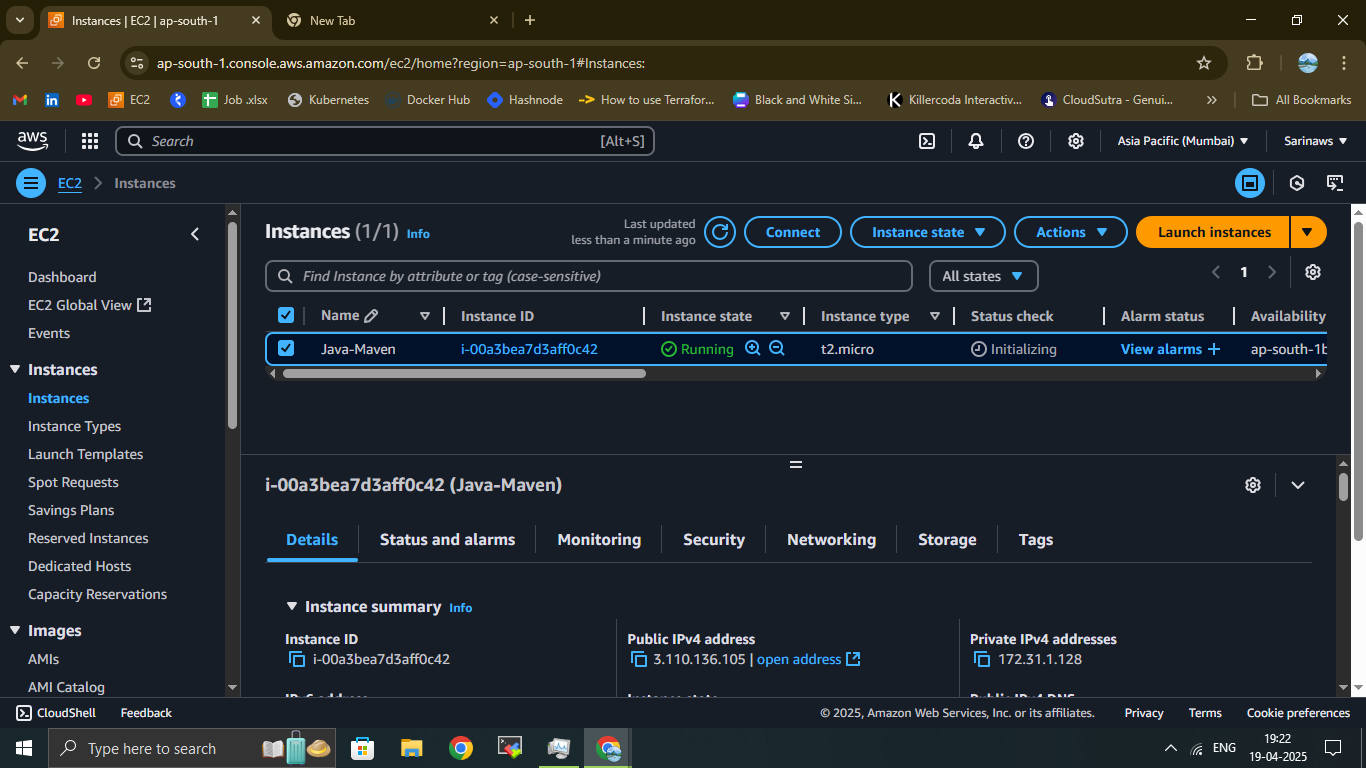 Instances | EC2 | ap-south-1
New Tab
ap-south-1.console.aws.amazon.com/ec2/home?region=ap-south-1#Instances:
EC2
Job .xlsx
Kubernetes
Docker Hub
Hashnode
How to use Terrafor...
Black and White Si...
Killercoda Interactiv...
CloudSutra - Genui...
All Bookmarks
aws
Search
[Alt+S]
Asia Pacific (Mumbai)
Sarinaws
EC2
Instances
EC2
Dashboard
EC2 Global View
Events
Instances
Instances
Instance Types
Launch Templates
Spot Requests
Savings Plans
Reserved Instances
Dedicated Hosts
Capacity Reservations
Images
AMIs
AMI Catalog
Instances (1/1) Info
Last updated
less than a minute ago
Connect
Instance state
Actions
Launch instances
Find Instance by attribute or tag (case-sensitive)
All states
1
Name
Instance ID
Instance state
Instance type
Status check
Alarm status
Availability
Java-Maven
i-00a3bea7d3aff0c42
Running
t2.micro
Initializing
View alarms +
ap-south-1b
i-00a3bea7d3aff0c42 (Java-Maven)
Details
Status and alarms
Monitoring
Security
Networking
Storage
Tags
Instance summary Info
Instance ID
i-00a3bea7d3aff0c42
Public IPv4 address
3.110.136.105 | open address
Private IPv4 addresses
172.31.1.128
CloudShell
Feedback
© 2025, Amazon Web Services, Inc. or its affiliates.
Privacy
Terms
Cookie preferences
Type here to search
ENG
19:22
19-04-2025